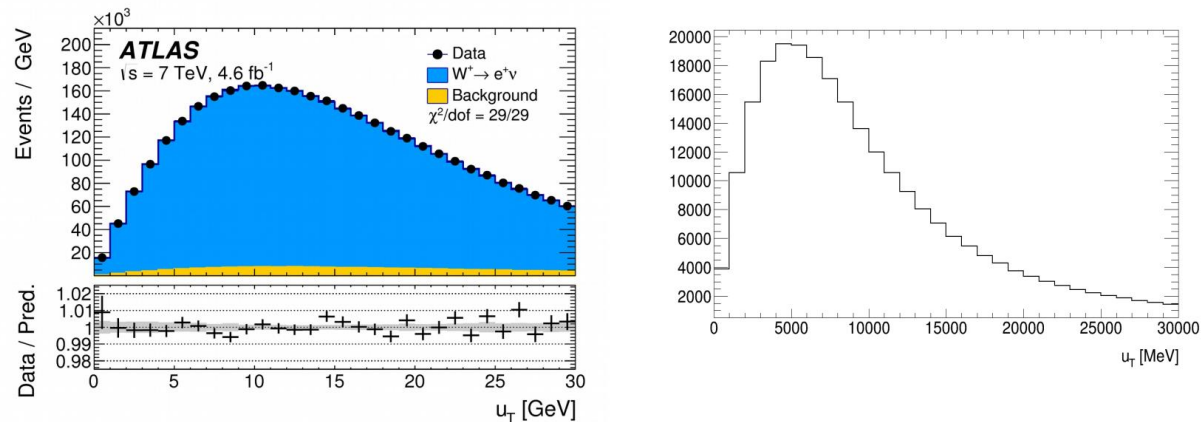 ×10³
Events / GeV
200
180
160
140
120
100
80
60
40
20
ATLAS
√s = 7 TeV, 4.6 fb⁻¹
Data
W⁺→ e⁺ν
Background
χ²/dof = 29/29
Data / Pred.
1.02
1.01
1
0.99
0.98
0 5 10 15 20 25 30
u_T [GeV]
20000
18000
16000
14000
12000
10000
8000
6000
4000
2000
0 5000 10000 15000 20000 25000 30000
u_T [MeV]